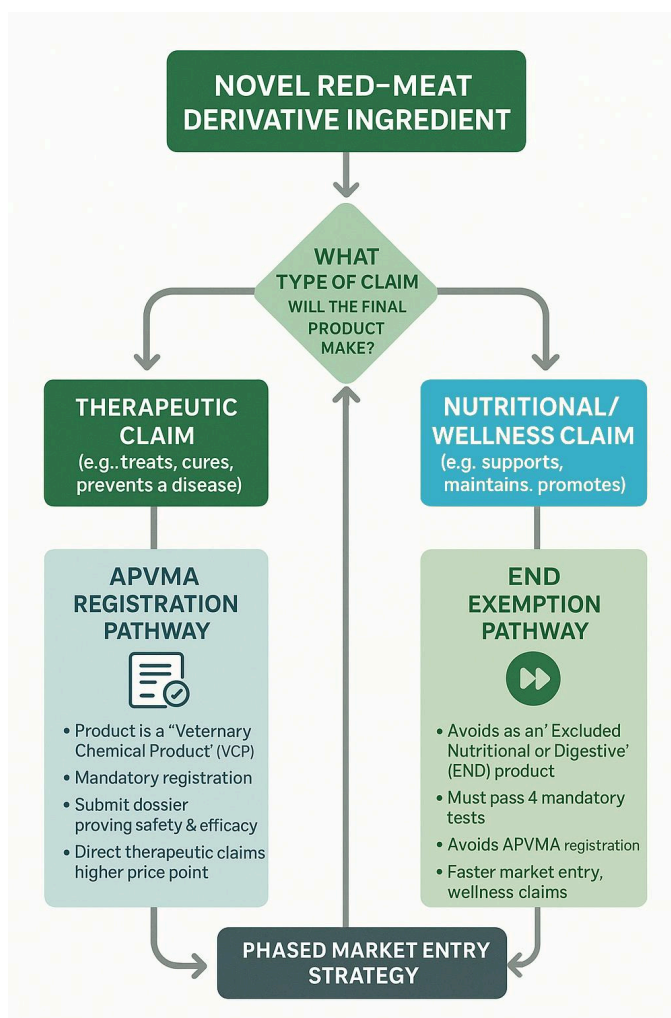 NOVEL RED-MEAT
DERIVATIVE INGREDIENT
WHAT
TYPE OF CLAIM
WILL THE FINAL
PRODUCT
MAKE?
THERAPEUTIC
CLAIM
(e.g..treats, cures,
prevents a disease)
NUTRITIONAL/
WELLNESS CLAIM
(e.g. supports,
maintains. promotes)
APVMA
REGISTRATION
PATHWAY
• Product is a “Veternary
Chemical Product’ (VCP)
• Mandatory registration
• Submit dossier
proving safety & efficacy
• Direct therapeutic claims
higher price point
END
EXEMPTION
PATHWAY
• Avoids as an’ Excluded
Nutritional or Digestive’
(END) product
• Must pass 4 mandatory
tests
• Avoids APVMA registration
• Faster market entry,
wellness claims
PHASED MARKET ENTRY
STRATEGY